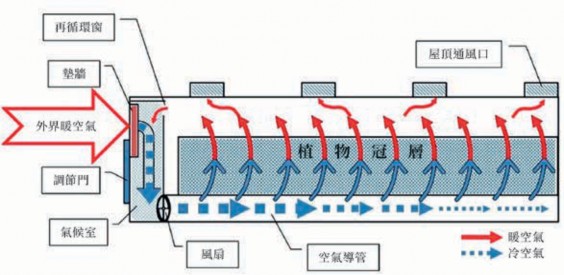 再循環窗
屋頂通風口
墊牆
外界暖空氣
植物冠層
調節門
氣候室
風扇
空氣導管
暖空氣
冷空氣